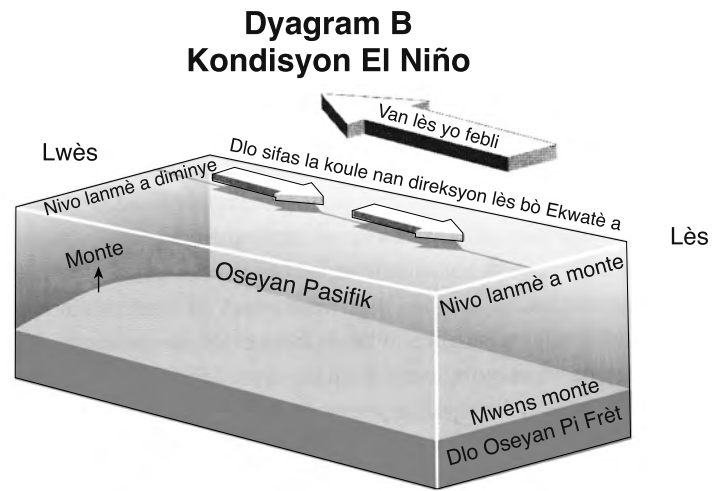 Dyagram B
Kondisyon El Niño
Van lès yo febli
Lwès
Dlo sifas la koule nan direksyon lès bò Ekwatè a
Nivo lanmè a diminye
Lès
Monte
Oseyan Pasifik
Nivo lanmè a monte
Mwens monte
Dlo Oseyan Pi Frèt